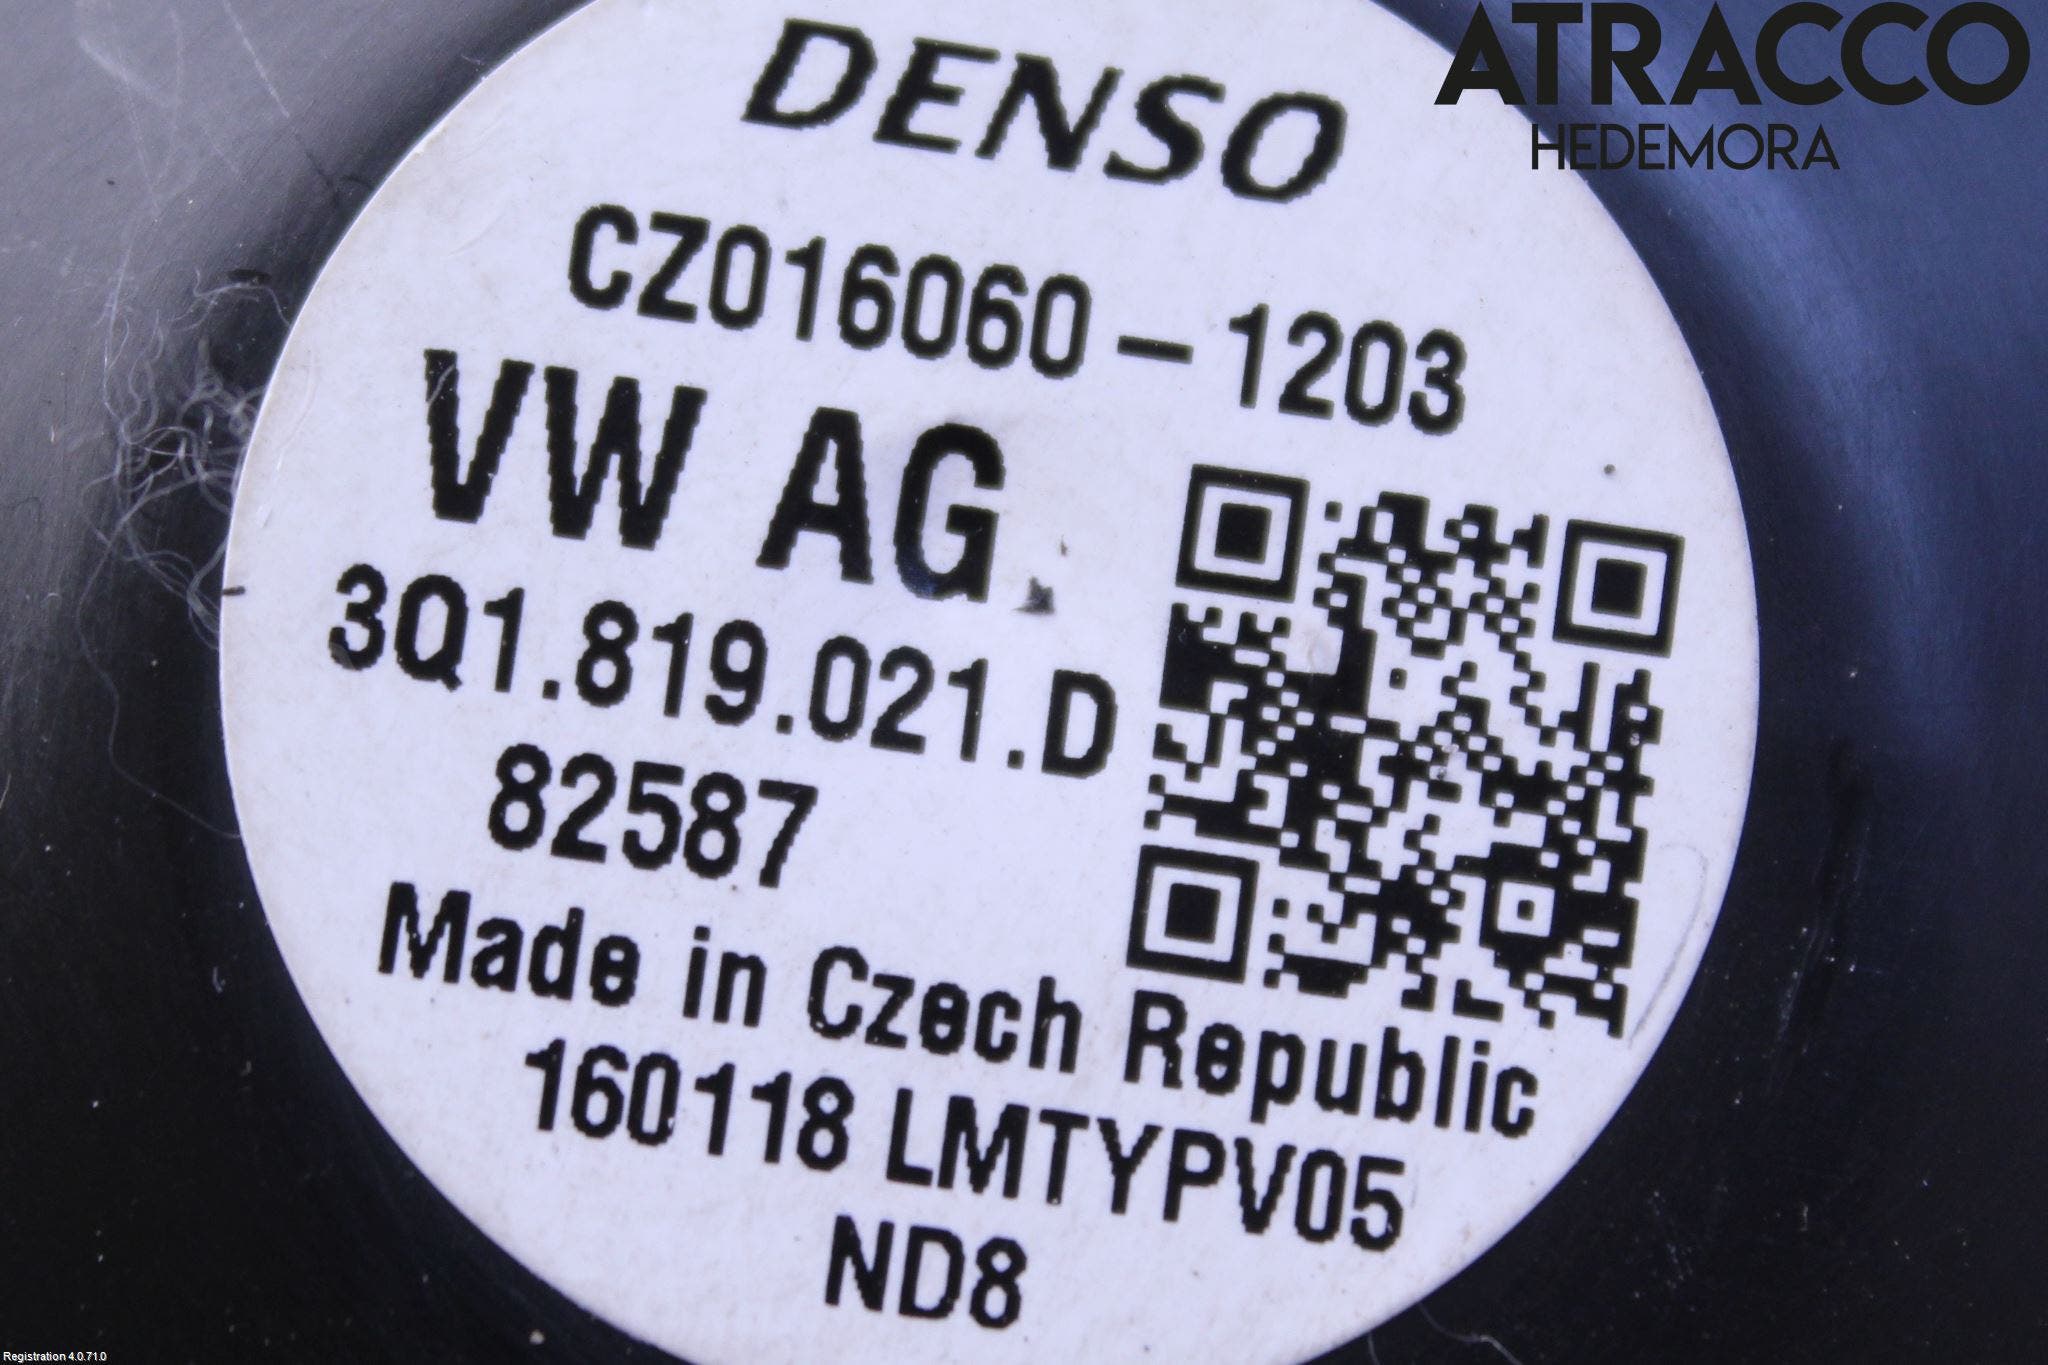 ATRACCO
HEDEMORA
DENSO
CZ016060-1203
VW AG
3Q1.819.021.D
82587
Made in Czech Republic
160118 LMTYPV05
ND8
Registration 4.0.71.0